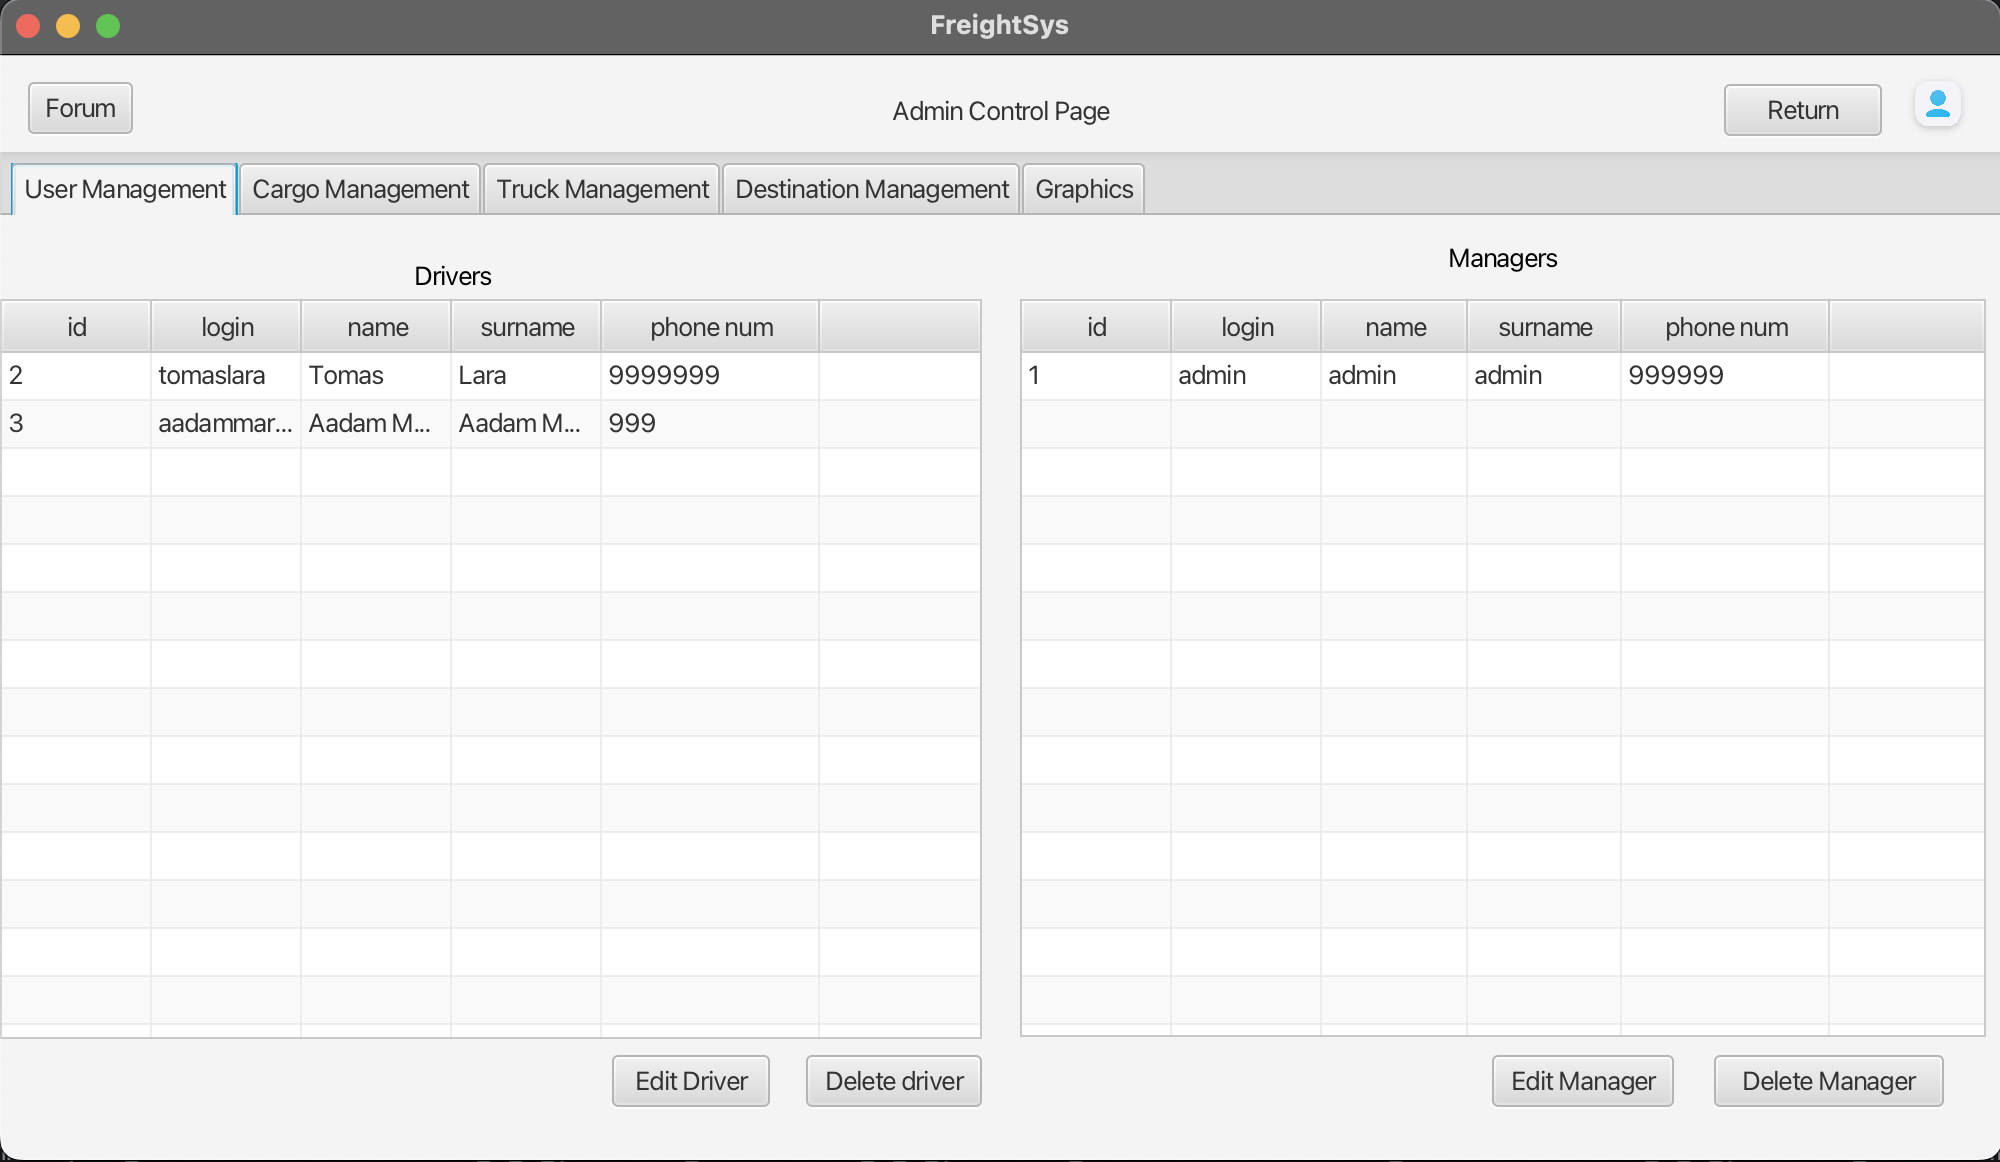 FreightSys
Forum
Admin Control Page
Return
User Management
Cargo Management
Truck Management
Destination Management
Graphics
Drivers
id login name surname phone num
2 tomaslara Tomas Lara 9999999
3 aadammar... Aadam M... Aadam M... 999
Edit Driver
Delete driver
Managers
id login name surname phone num
1 admin admin admin 999999
Edit Manager
Delete Manager